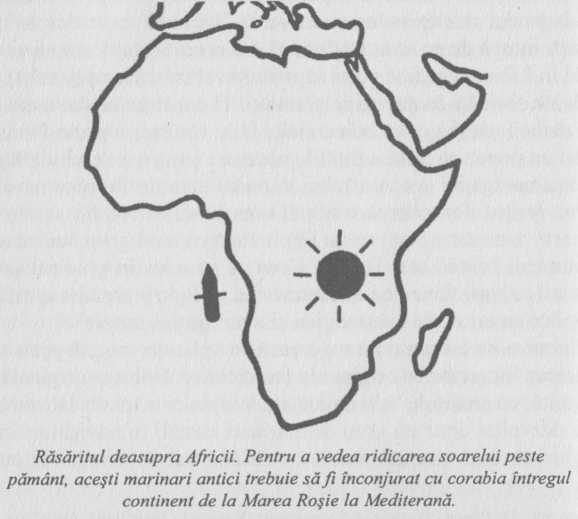 Răsăritul deasupra Africii. Pentru a vedea ridicarea soarelui peste
pământ, acești marinari antici trebuie să fi înconjurat cu corabia întregul
continent de la Marea Roșie la Mediterană.